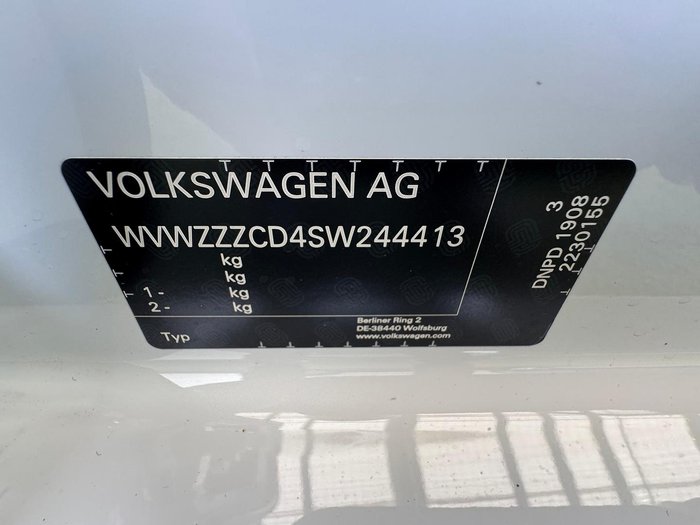 VOLKSWAGEN AG
WVWZZZCD4SW244413
kg
kg
1 - kg
2 - kg
Typ
Berliner Ring 2
DE-38440 Wolfsburg
www.volkswagen.com
3
DNPD 1908
2230155